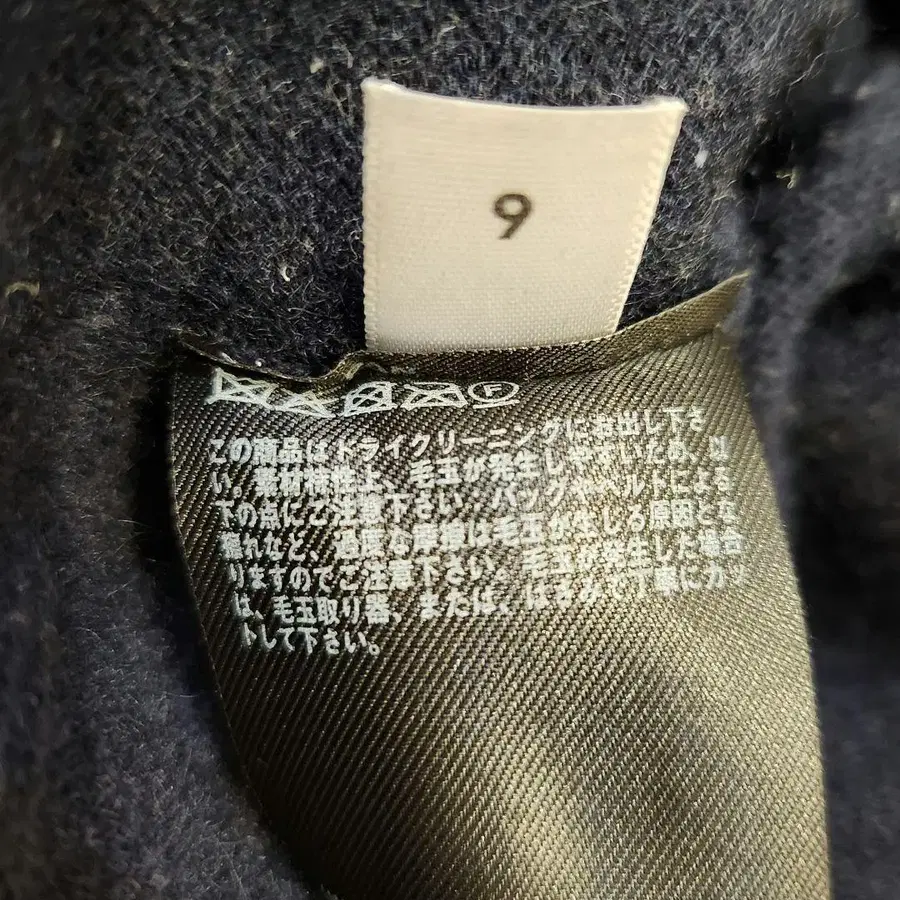 9
F
この商品はドライクリーニングにお出し下さ
い。素材特性上、毛玉が発生しやすいため、以
下の点にご注意下さい。バッグやベルトによる
擦れなど、過度な摩擦は毛玉が生じる原因とな
りますのでご注意下さい。毛玉が発生した場合
は、毛玉取り器、または、はさみで丁寧にカッ
トして下さい。